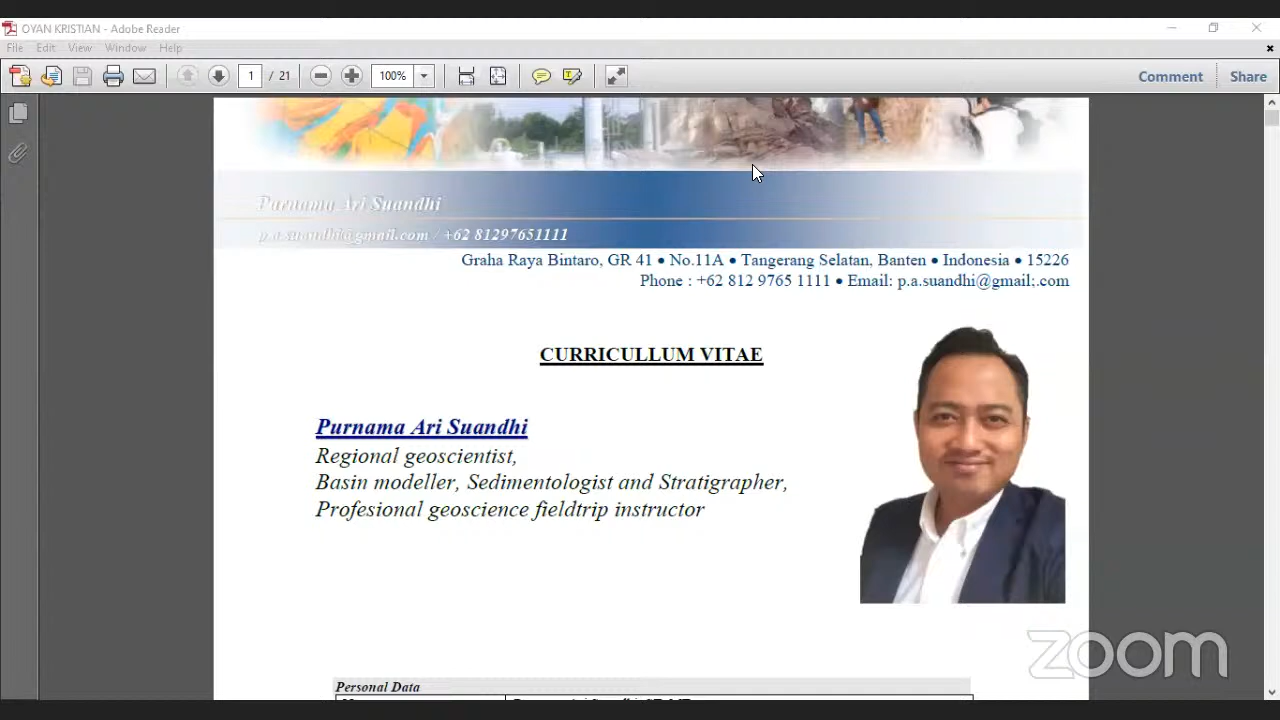 OYAN KRISTIAN - Adobe Reader
File Edit View Window Help
1 / 21 100% Comment Share
Purnama Ari Suandhi
p.a.suandhi@gmail.com / +62 81297651111
Graha Raya Bintaro, GR 41 • No.11A • Tangerang Selatan, Banten • Indonesia • 15226
Phone : +62 812 9765 1111 • Email: p.a.suandhi@gmail;.com
CURRICULLUM VITAE
Purnama Ari Suandhi
Regional geoscientist,
Basin modeller, Sedimentologist and Stratigrapher,
Profesional geoscience fieldtrip instructor
zoom
Personal Data